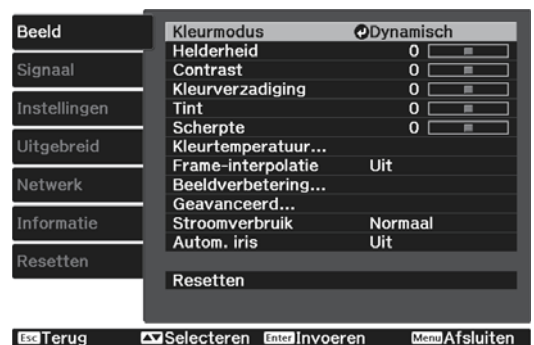 Beeld
Signaal
Instellingen
Uitgebreid
Netwerk
Informatie
Resetten
Kleurmodus Dynamisch
Helderheid 0
Contrast 0
Kleurverzadiging 0
Tint 0
Scherpte 0
Kleurtemperatuur...
Frame-interpolatie Uit
Beeldverbetering...
Geavanceerd...
Stroomverbruik Normaal
Autom. iris Uit
Resetten
Esc Terug Selecteren Enter Invoeren Menu Afsluiten